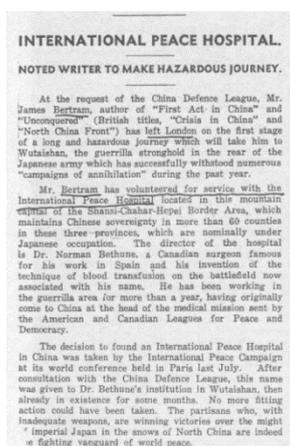 INTERNATIONAL PEACE HOSPITAL.
NOTED WRITER TO MAKE HAZARDOUS JOURNEY.
At the request of the China Defence League, Mr.
James Bertram, author of "First Act in China" and
"Unconquered" (British titles, "Crisis in China" and
"North China Front") has left London on the first stage
of a long and hazardous journey which will take him to
Wutaishan, the guerrilla stronghold in the rear of the
Japanese army which has successfully withstood numerous
"campaigns of annihilation" during the past year.
Mr. Bertram has volunteered for service with the
International Peace Hospital located in this mountain
capital of the Shansi-Chahar-Hopei Border Area, which
maintains Chinese sovereignty in more than 60 counties
in these three provinces, which are nominally under
Japanese occupation. The director of the hospital
is Dr. Norman Bethune, a Canadian surgeon famous
for his work in Spain and his invention of the
technique of blood transfusion on the battlefield now
associated with his name. He has been working in
the guerrilla area for more than a year, having originally
come to China at the head of the medical mission sent by
the American and Canadian Leagues for Peace and
Democracy.
The decision to found an International Peace Hospital
in China was taken by the International Peace Campaign
at its world conference held in Paris last July. After
consultation with the China Defence League, this name
was given to Dr. Bethune's institution in Wutaishan, then
already in existence for some months. No more fitting
action could have been taken. The partisans who, with
inadequate weapons, are winning victories over the might
imperial Japan in the snows of North China are indeed
fighting vanguard of world peace.